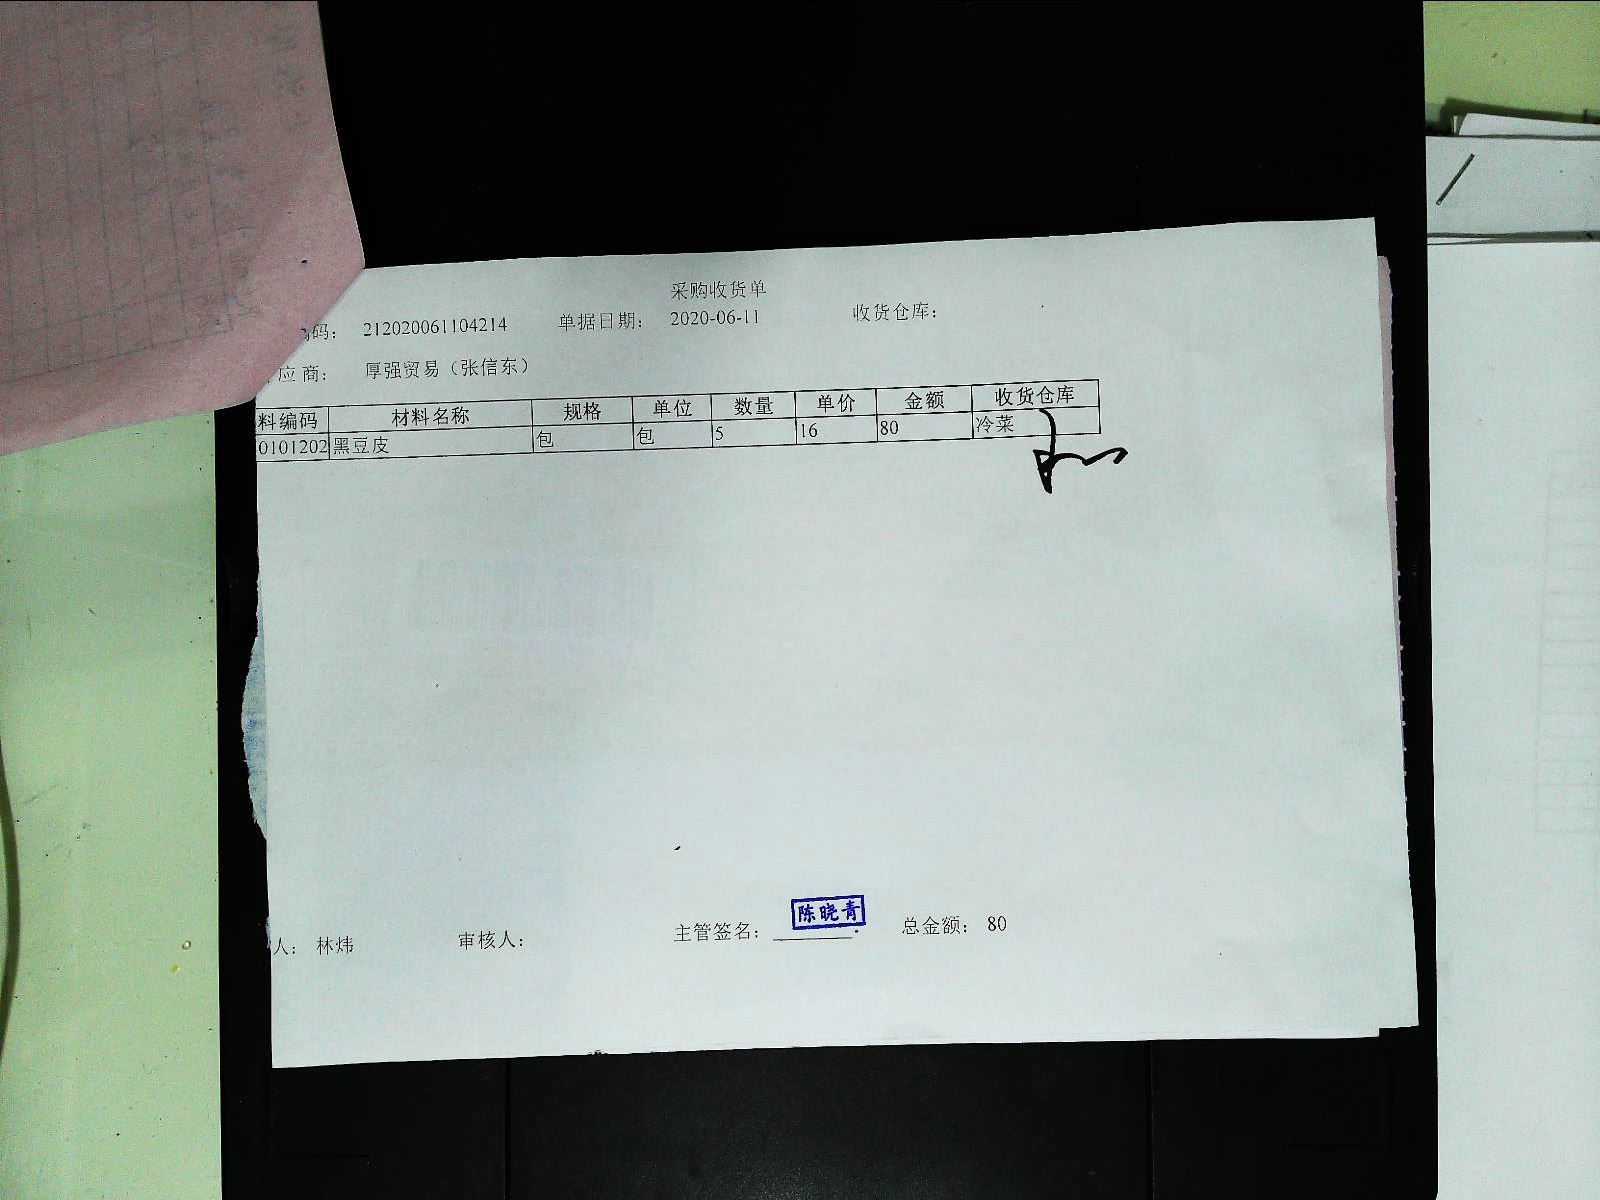 采购收货单
码: 212020061104214 单据日期: 2020-06-11 收货仓库:
应商: 厚强贸易（张信东）
料编码 材料名称 规格 单位 数量 单价 金额 收货仓库
0101202 黑豆皮 包 包 5 16 80 冷菜
人: 林炜 审核人: 主管签名: 陈晓青 总金额: 80